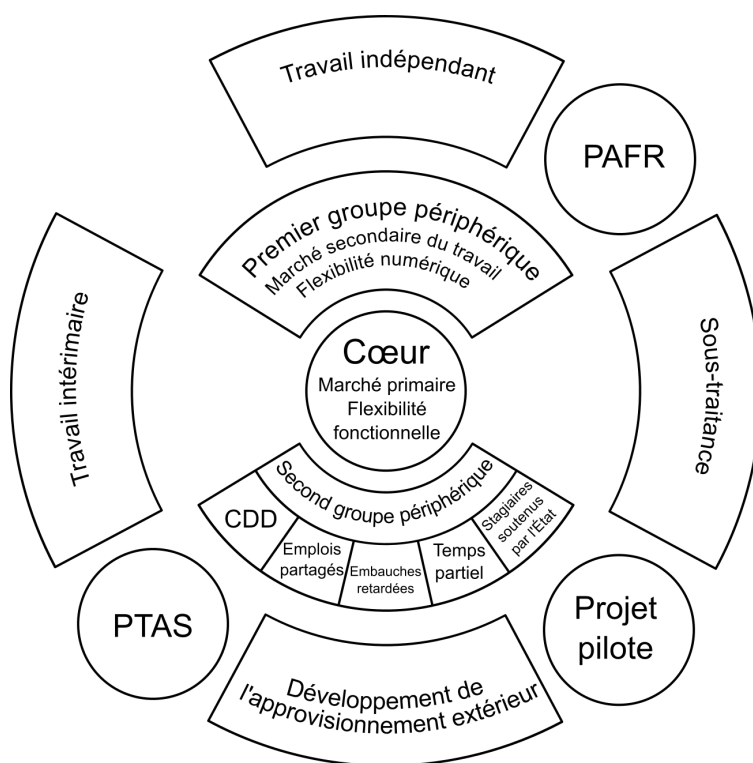 Travail indépendant
PAFR
Premier groupe périphérique
Marché secondaire du travail
Flexibilité numérique
Travail intérimaire
Cœur
Marché primaire
Flexibilité
fonctionnelle
Sous-traitance
Second groupe périphérique
CDD
Emplois
partagés
Embauches
retardées
Temps
partiel
Stagiaires
soutenus
par l'État
PTAS
Projet
pilote
Développement de
l'approvisionnement extérieur